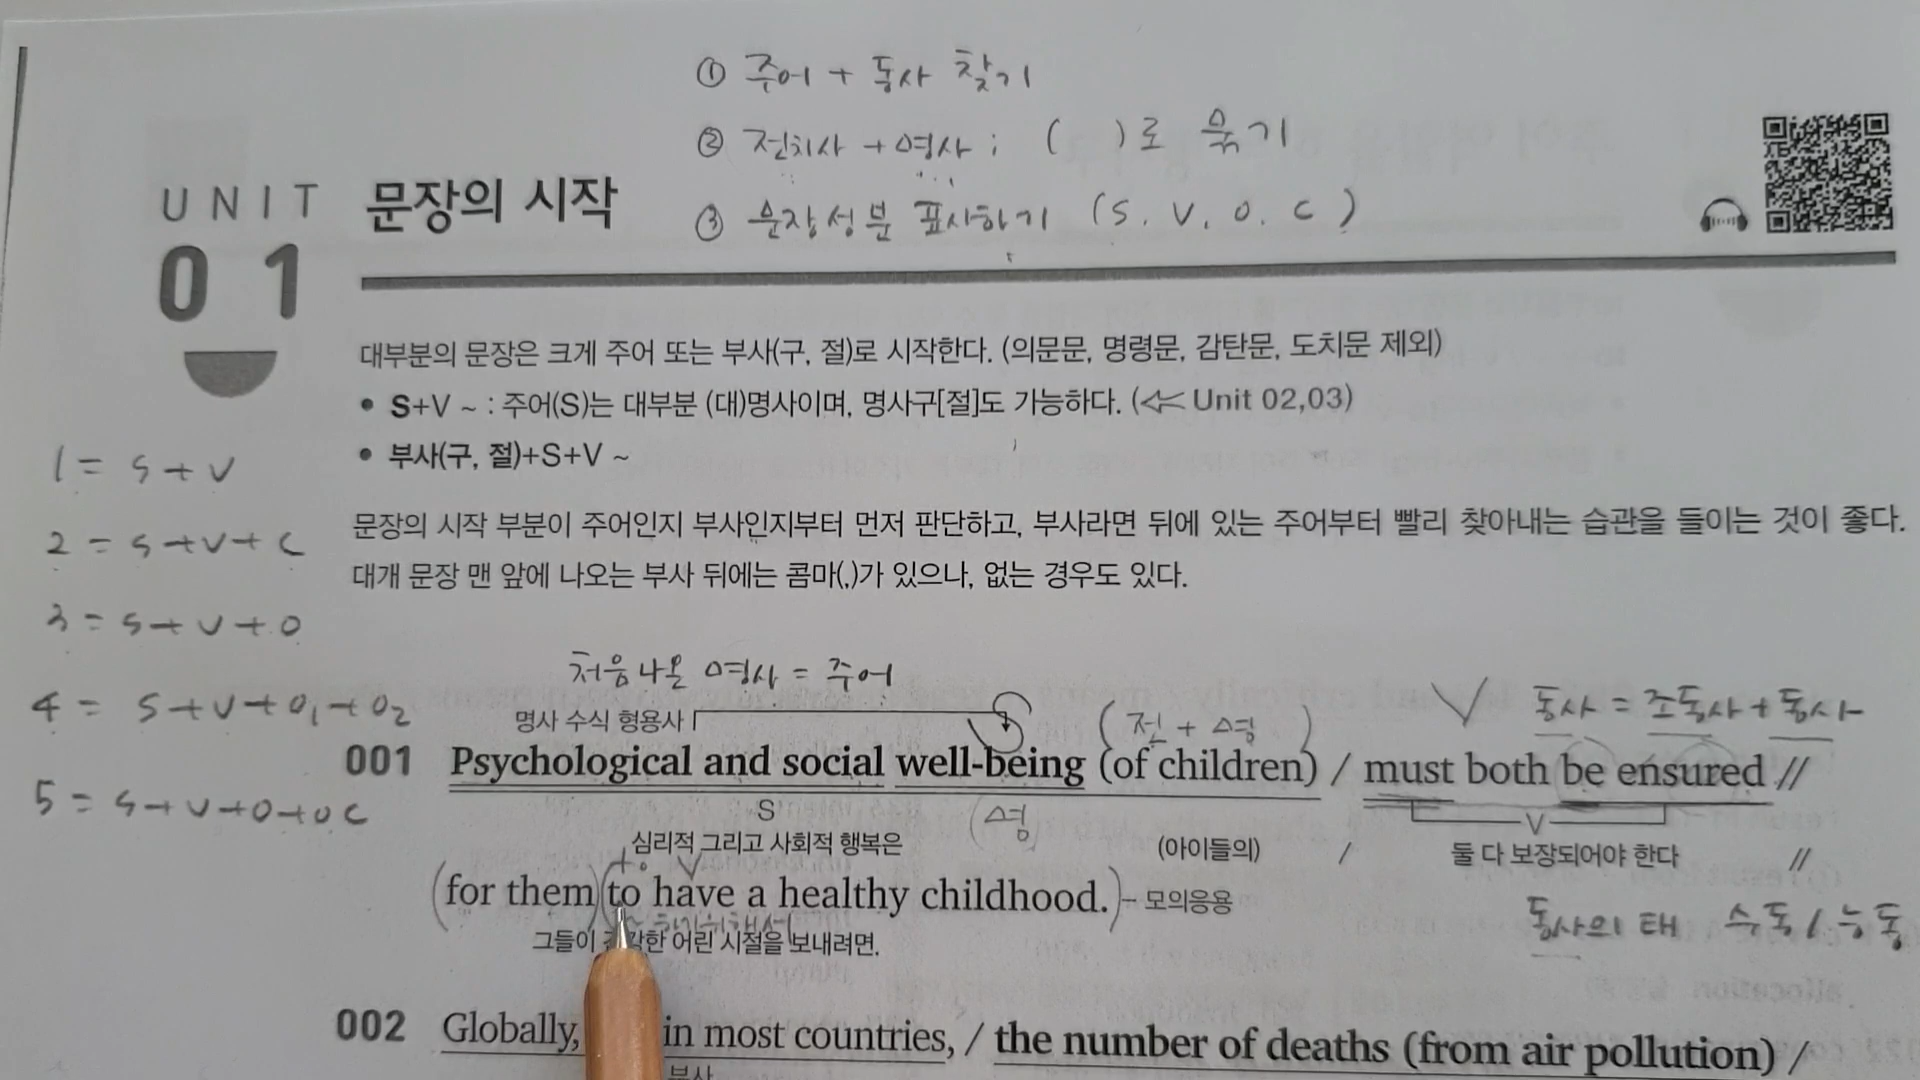 ① 주어 + 동사 찾기
② 전치사 + 명사 ; ( )로 묶기
③ 문장성분 표시하기 (S. V. O. C)
UNIT 01 문장의 시작
대부분의 문장은 크게 주어 또는 부사(구, 절)로 시작한다. (의문문, 명령문, 감탄문, 도치문 제외)
• S+V ~ : 주어(S)는 대부분 (대)명사이며, 명사구[절]도 가능하다. (≪ Unit 02,03)
• 부사(구, 절)+S+V ~
문장의 시작 부분이 주어인지 부사인지부터 먼저 판단하고, 부사라면 뒤에 있는 주어부터 빨리 찾아내는 습관을 들이는 것이 좋다.
대개 문장 맨 앞에 나오는 부사 뒤에는 콤마(,)가 있으나, 없는 경우도 있다.
1 = S+V
2 = S+V+C
3 = S+V+O
4 = S+V+O1+O2
5 = S+V+O+OC
처음나온 명사 = 주어
V 동사 = 조동사+동사
명사 수식 형용사 (전 + 명)
001 Psychological and social well-being (of children) / must both be ensured //
S (명) V
심리적 그리고 사회적 행복은 (아이들의) / 둘 다 보장되어야 한다 //
(for them)(to have a healthy childhood.) - 모의응용
동사의 태 수동/능동
그들이 한 어린 시절을 보내려면.
002 Globally, in most countries, / the number of deaths (from air pollution) /
부사